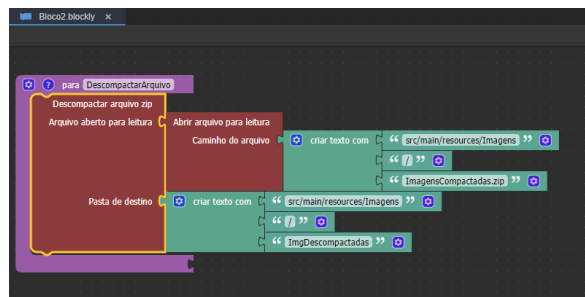 Bloco2.blockly ×
? para DescompactarArquivo
Descompactar arquivo zip
Arquivo aberto para leitura Abrir arquivo para leitura
Caminho do arquivo criar texto com “ src/main/resources/Imagens ”
“ / ”
“ ImagensCompactadas.zip ”
Pasta de destino criar texto com “ src/main/resources/Imagens ”
“ / ”
“ ImgDescompactadas ”